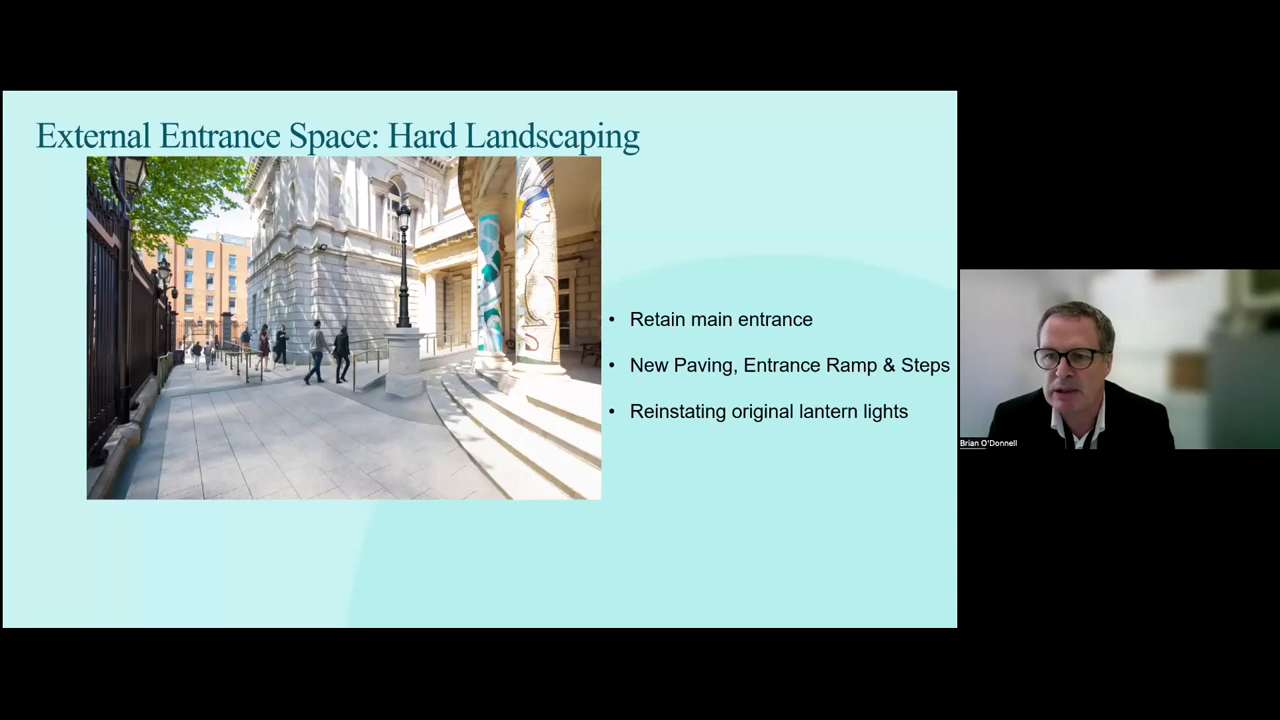 External Entrance Space: Hard Landscaping
• Retain main entrance
• New Paving, Entrance Ramp & Steps
• Reinstating original lantern lights
Brian O'Donnell